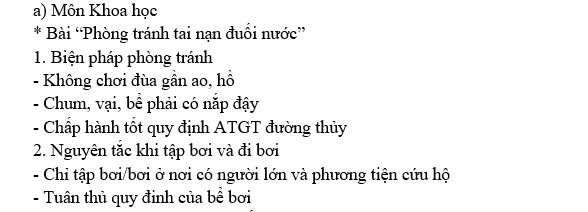 a) Môn Khoa học
* Bài “Phòng tránh tai nạn đuối nước”
1. Biện pháp phòng tránh
- Không chơi đùa gần ao, hồ
- Chum, vại, bể phải có nắp đậy
- Chấp hành tốt quy định ATGT đường thủy
2. Nguyên tắc khi tập bơi và đi bơi
- Chỉ tập bơi/bơi ở nơi có người lớn và phương tiện cứu hộ
- Tuân thủ quy đinh của bể bơi